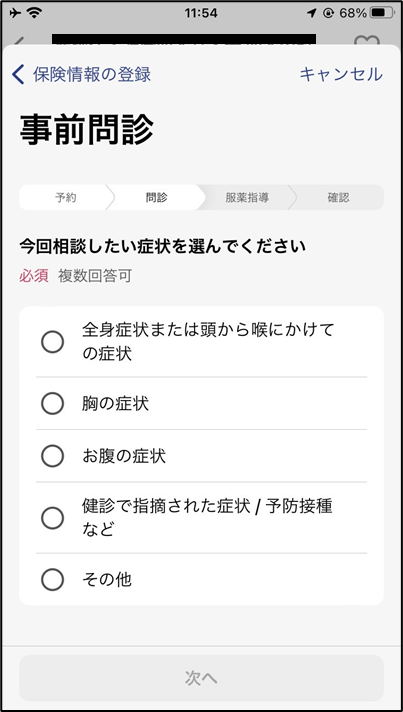 11:54
68%
保険情報の登録
キャンセル
事前問診
予約
問診
服薬指導
確認
今回相談したい症状を選んでください
必須 複数回答可
全身症状または頭から喉にかけて
の症状
胸の症状
お腹の症状
健診で指摘された症状 / 予防接種
など
その他
次へ